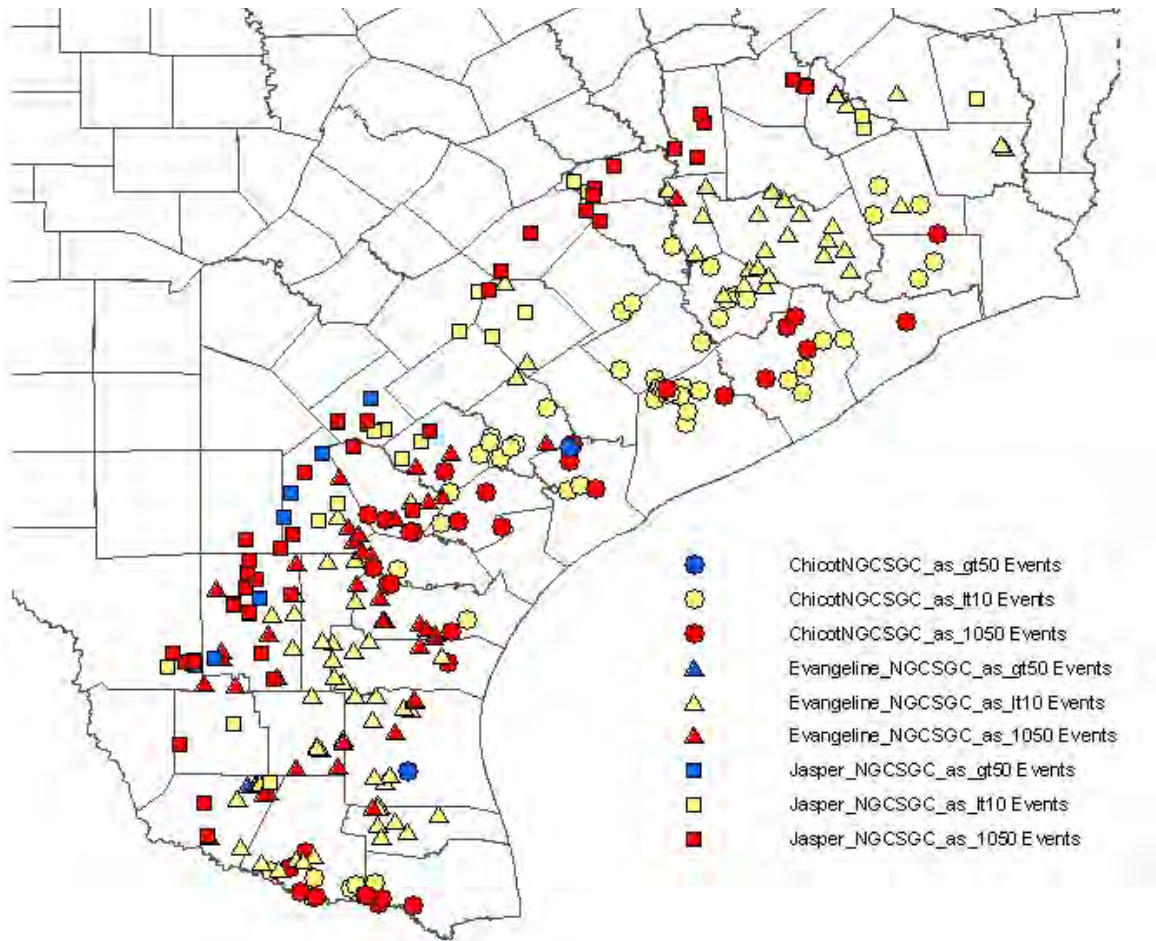 ChicotNGCSGC_as_gt50 Events
ChicotNGCSGC_as_lt10 Events
ChicotNGCSGC_as_1050 Events
Evangeline_NGCSGC_as_gt50 Events
Evangeline_NGCSGC_as_lt10 Events
Evangeline_NGCSGC_as_1050 Events
Jasper_NGCSGC_as_gt50 Events
Jasper_NGCSGC_as_lt10 Events
Jasper_NGCSGC_as_1050 Events